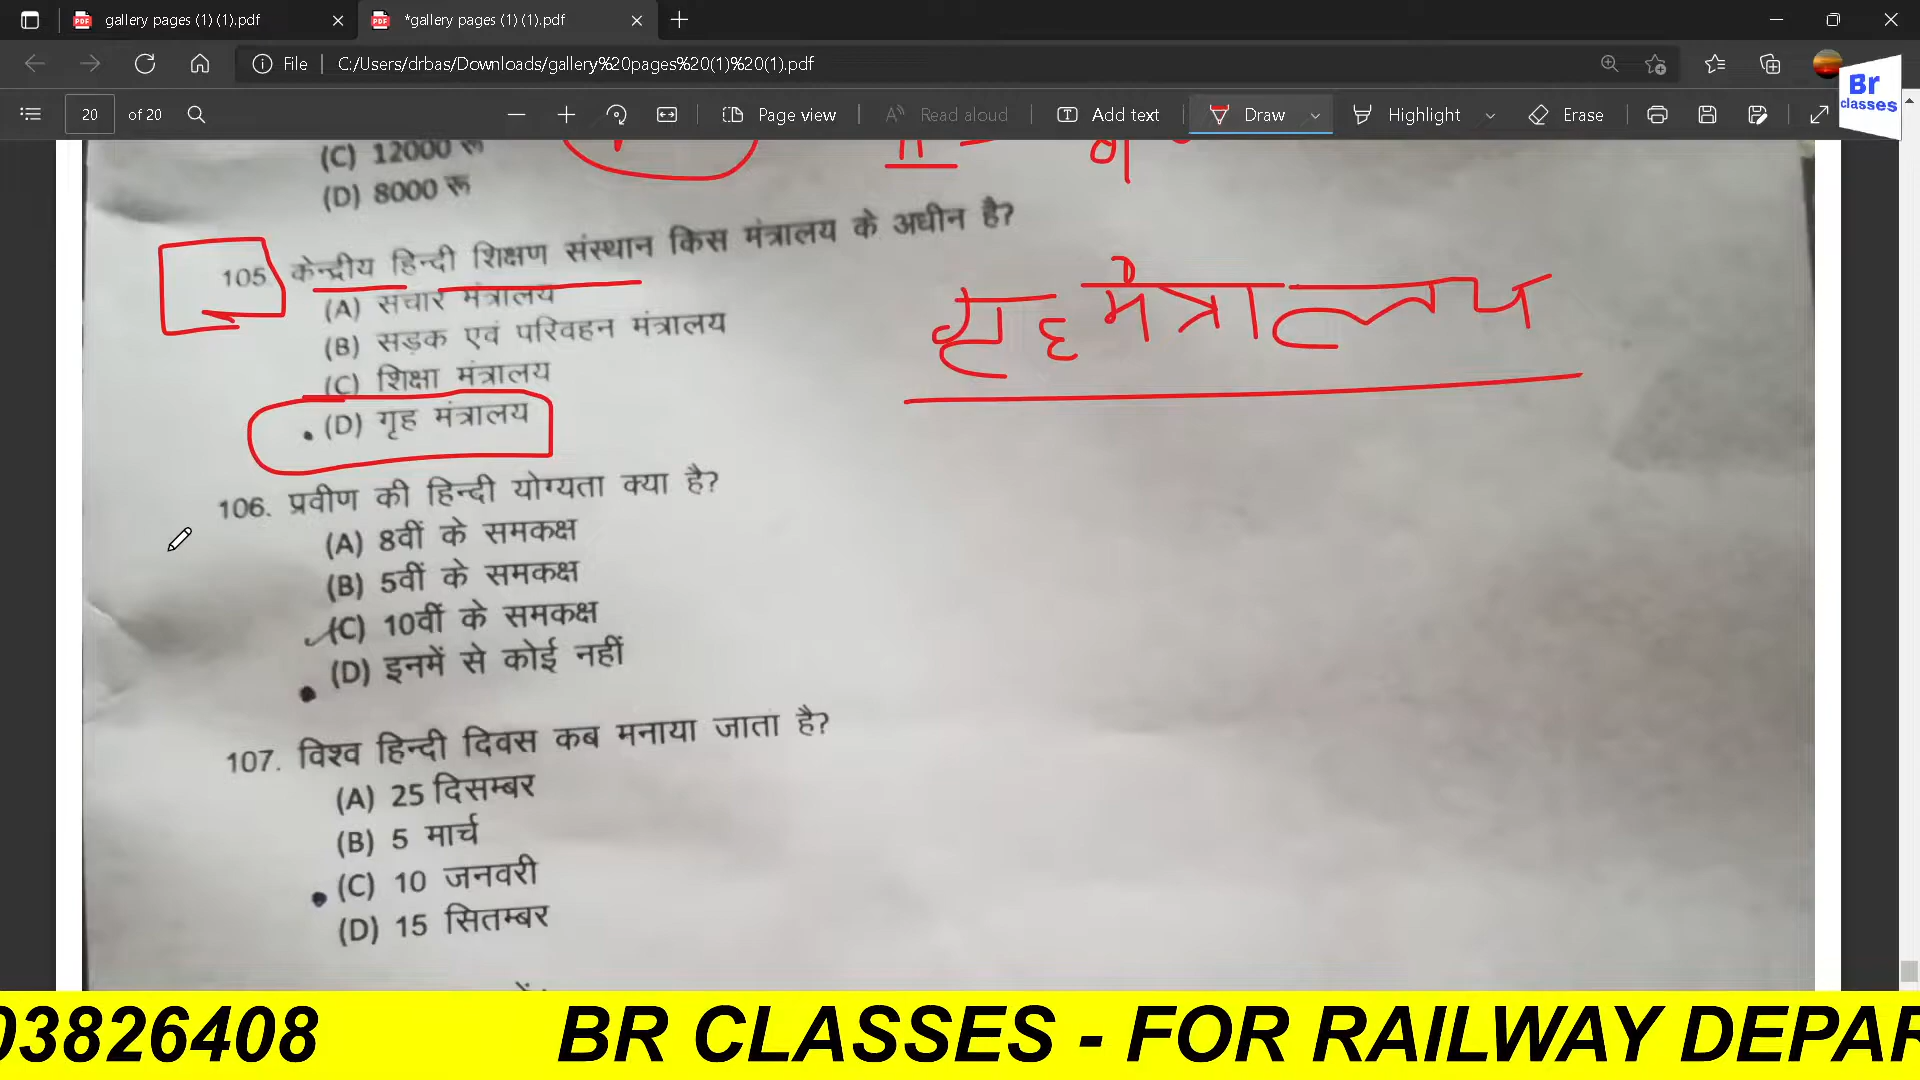 gallery pages (1) (1).pdf
*gallery pages (1) (1).pdf
File
C:/Users/drbas/Downloads/gallery%20pages%20(1)%20(1).pdf
Br
classes
20 of 20
Page view
Read aloud
Add text
Draw
Highlight
Erase
(C) 12000 रू
(D) 8000 रू
105 केन्द्रीय हिन्दी शिक्षण संस्थान किस मंत्रालय के अधीन है?
(A) संचार मंत्रालय
(B) सड़क एवं परिवहन मंत्रालय
(C) शिक्षा मंत्रालय
(D) गृह मंत्रालय
गृह मंत्रालय
106. प्रवीण की हिन्दी योग्यता क्या है?
(A) 8वीं के समकक्ष
(B) 5वीं के समकक्ष
(C) 10वीं के समकक्ष
(D) इनमें से कोई नहीं
107. विश्व हिन्दी दिवस कब मनाया जाता है?
(A) 25 दिसम्बर
(B) 5 मार्च
(C) 10 जनवरी
(D) 15 सितम्बर
03826408 BR CLASSES - FOR RAILWAY DEPAR